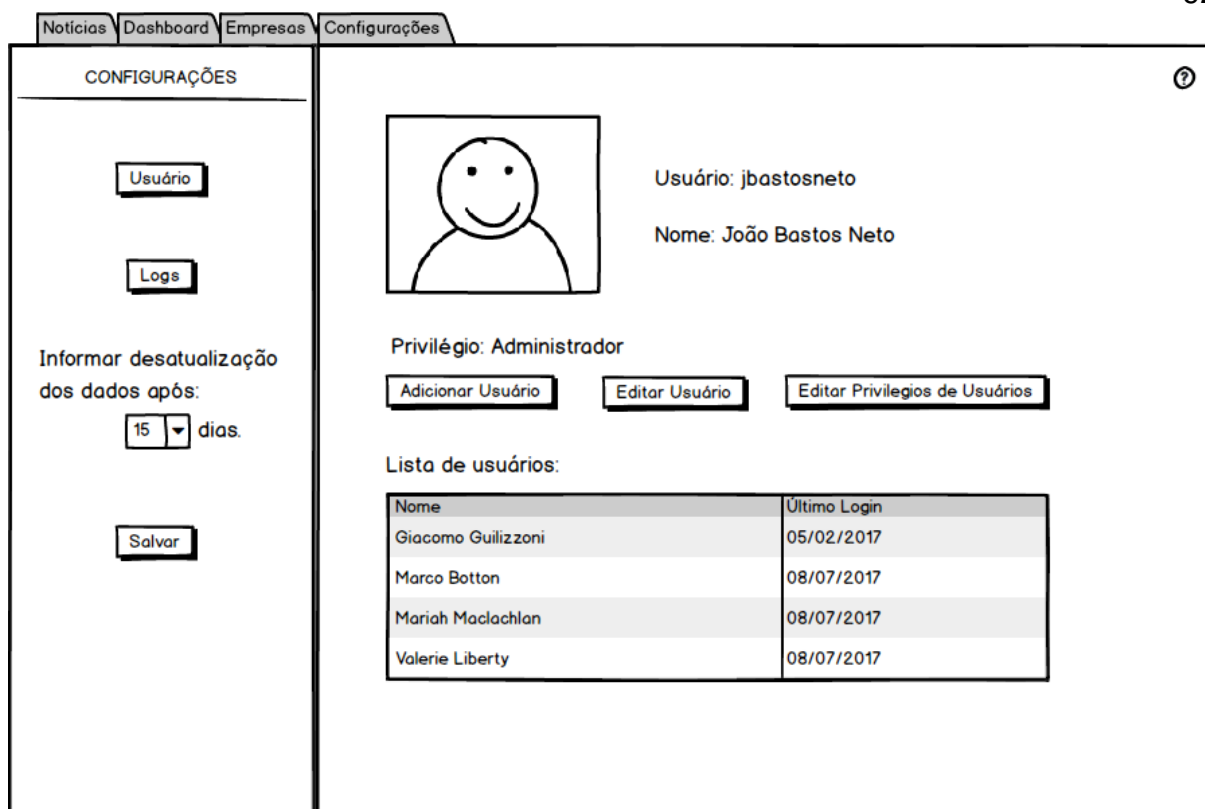 Notícias Dashboard Empresas Configurações
CONFIGURAÇÕES
Usuário
Logs
Informar desatualização
dos dados após:
15 dias.
Salvar
?
Usuário: jbastosneto
Nome: João Bastos Neto
Privilégio: Administrador
Adicionar Usuário Editar Usuário Editar Privilegios de Usuários
Lista de usuários:
Nome Último Login
Giacomo Guilizzoni 05/02/2017
Marco Botton 08/07/2017
Mariah Maclachlan 08/07/2017
Valerie Liberty 08/07/2017